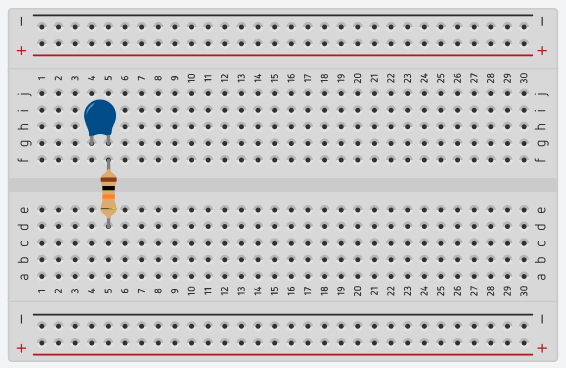 − −
+ +
1 2 3 4 5 6 7 8 9 10 11 12 13 14 15 16 17 18 19 20 21 22 23 24 25 26 27 28 29 30
j j
i i
h h
g g
f f
e e
d d
c c
b b
a a
1 2 3 4 5 6 7 8 9 10 11 12 13 14 15 16 17 18 19 20 21 22 23 24 25 26 27 28 29 30
− −
+ +